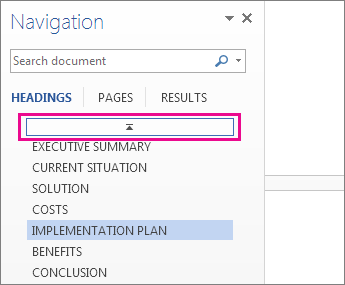 Navigation
Search document
HEADINGS PAGES RESULTS
EXECUTIVE SUMMARY
CURRENT SITUATION
SOLUTION
COSTS
IMPLEMENTATION PLAN
BENEFITS
CONCLUSION